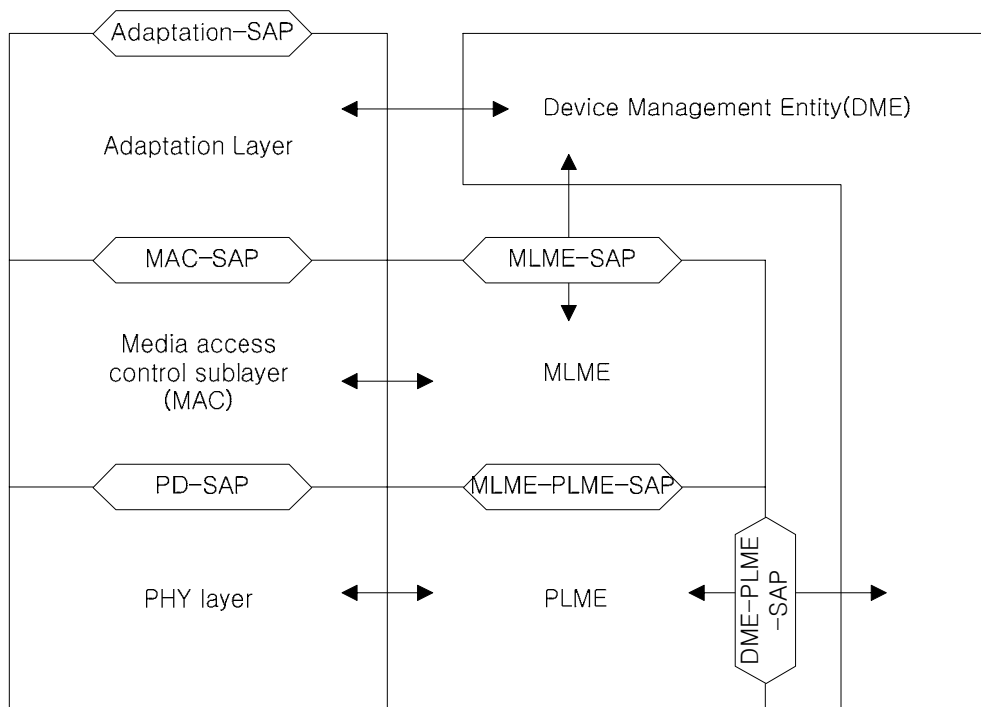 Adaptation-SAP
Device Management Entity(DME)
Adaptation Layer
MAC-SAP
MLME-SAP
Media access
control sublayer
(MAC)
MLME
PD-SAP
MLME-PLME-SAP
PHY layer
PLME
DME-PLME
-SAP